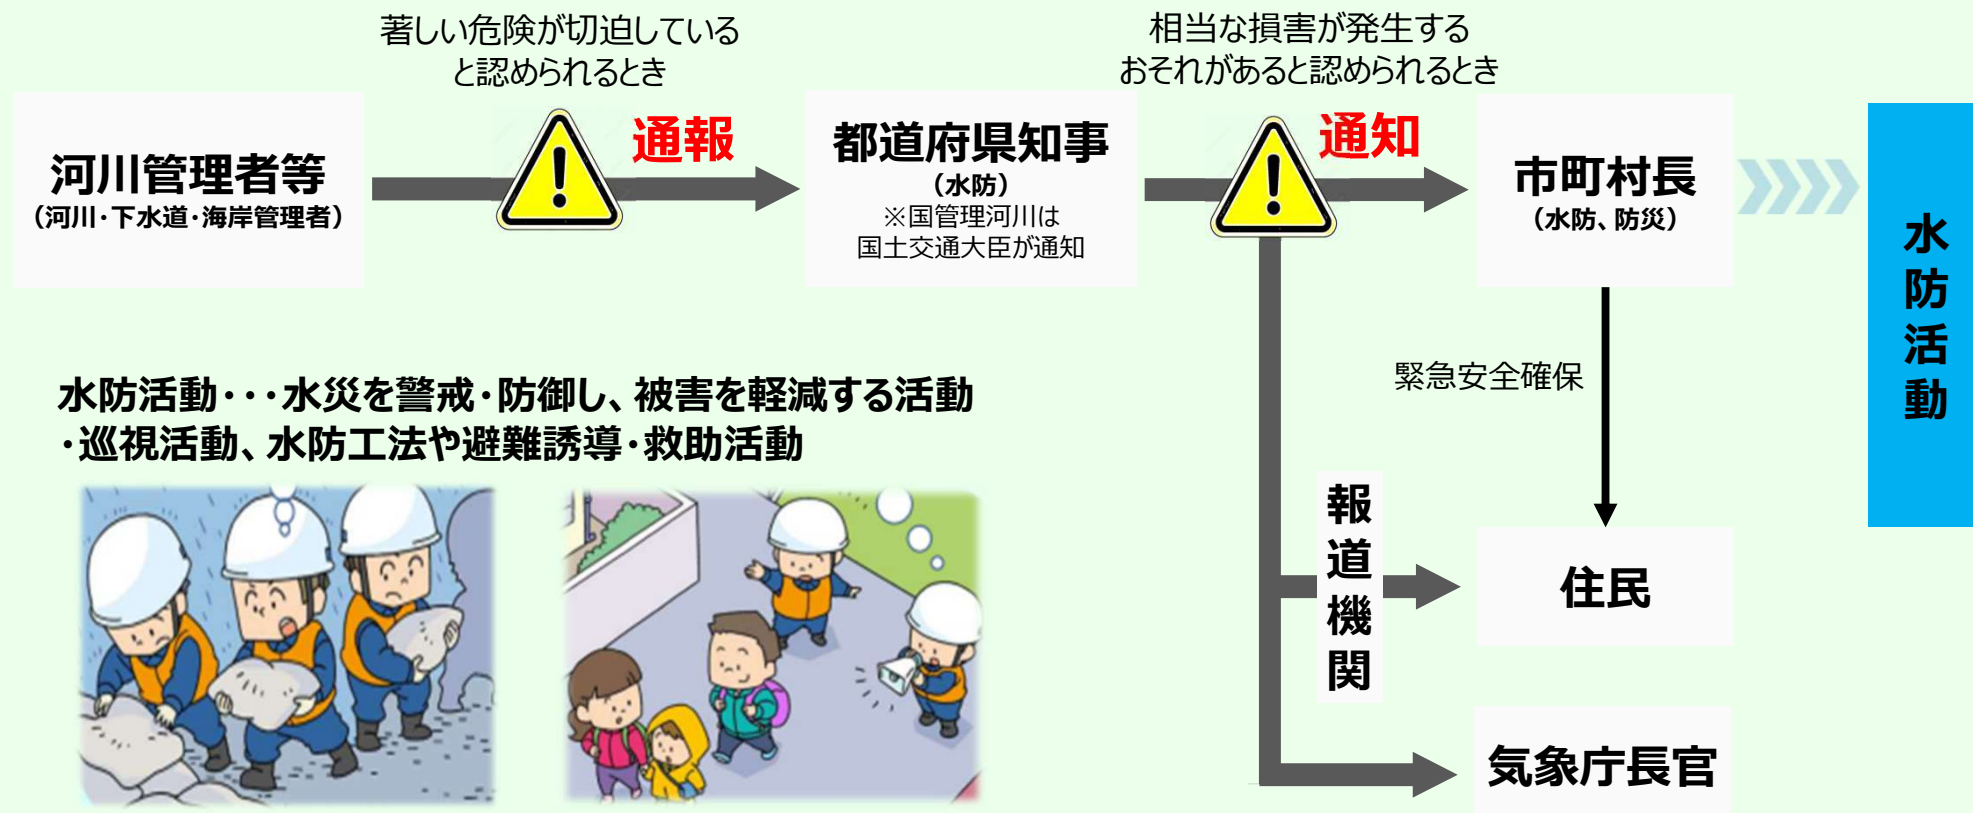 著しい危険が切迫している
と認められるとき
相当な損害が発生する
おそれがあると認められるとき
河川管理者等
（河川･下水道･海岸管理者）
通報
都道府県知事
（水防）
※国管理河川は
国土交通大臣が通知
通知
市町村長
（水防、防災）
水防活動
緊急安全確保
水防活動･･･水災を警戒･防御し、被害を軽減する活動
･巡視活動、水防工法や避難誘導･救助活動
報道機関
住民
気象庁長官